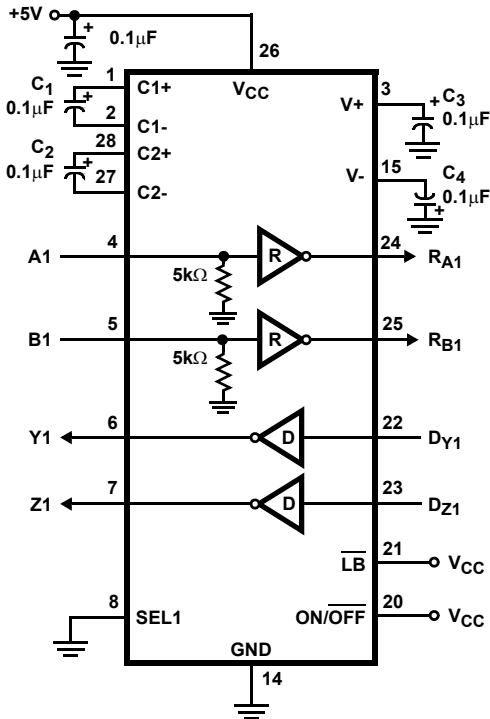 +5V
0.1μF
26
1
C1
0.1μF
2
C2
0.1μF
28
27
C1+
C1-
C2+
C2-
VCC
V+
3
C3
0.1μF
V-
15
C4
0.1μF
A1
4
5kΩ
R
24
RA1
B1
5
5kΩ
R
25
RB1
Y1
6
D
22
DY1
Z1
7
D
23
DZ1
LB
21
VCC
8
SEL1
ON/OFF
20
VCC
GND
14